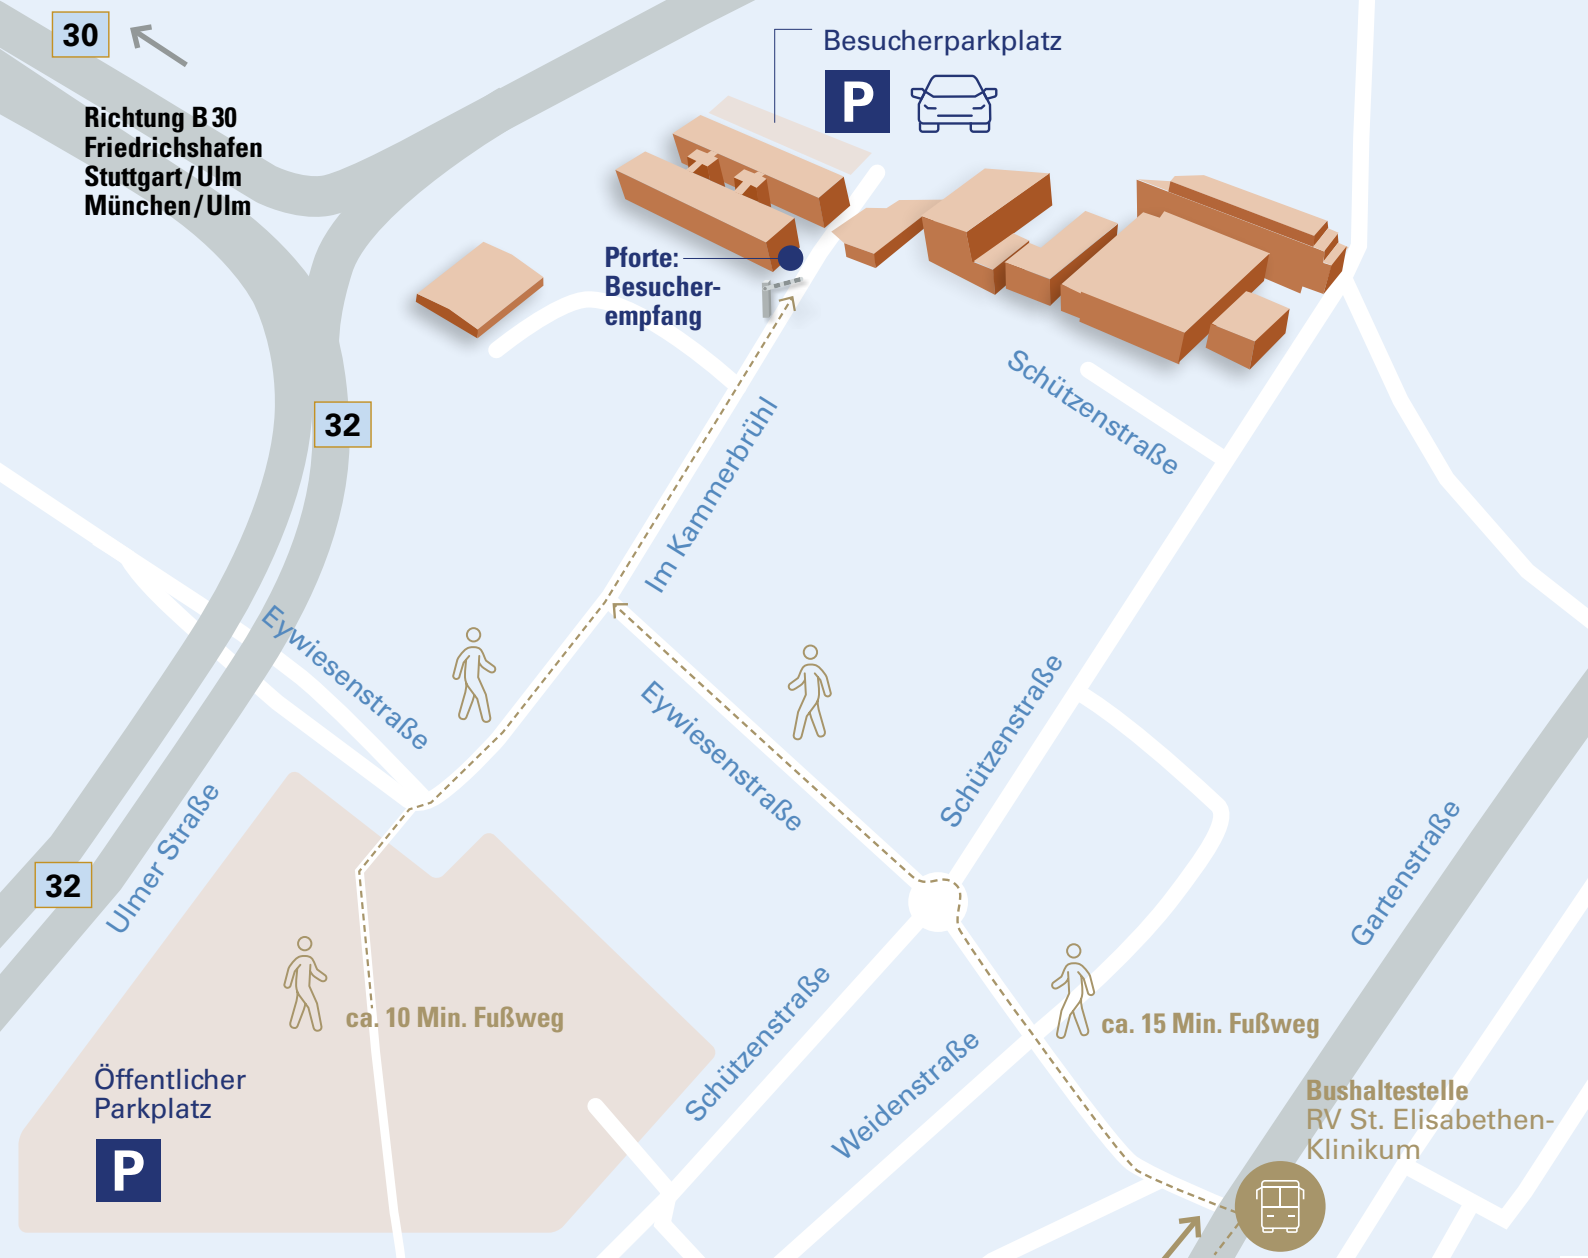 30
Richtung B 30
Friedrichshafen
Stuttgart/Ulm
München/Ulm
Besucherparkplatz
P
Pforte:
Besucher-
empfang
32
Schützenstraße
Im Kammerbrühl
Eywiesenstraße
Eywiesenstraße
Schützenstraße
Ulmer Straße
32
Gartenstraße
ca. 10 Min. Fußweg
Schützenstraße
ca. 15 Min. Fußweg
Weidenstraße
Öffentlicher
Parkplatz
P
Bushaltestelle
RV St. Elisabethen-
Klinikum